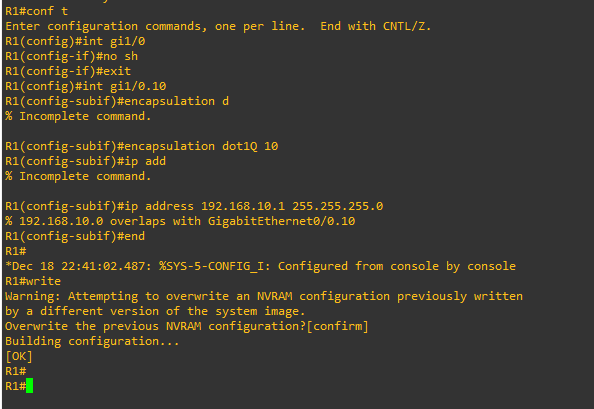 R1#conf t
Enter configuration commands, one per line.  End with CNTL/Z.
R1(config)#int gi1/0
R1(config-if)#no sh
R1(config-if)#exit
R1(config)#int gi1/0.10
R1(config-subif)#encapsulation d
% Incomplete command.

R1(config-subif)#encapsulation dot1Q 10
R1(config-subif)#ip add
% Incomplete command.

R1(config-subif)#ip address 192.168.10.1 255.255.255.0
% 192.168.10.0 overlaps with GigabitEthernet0/0.10
R1(config-subif)#end
R1#
*Dec 18 22:41:02.487: %SYS-5-CONFIG_I: Configured from console by console
R1#write
Warning: Attempting to overwrite an NVRAM configuration previously written
by a different version of the system image.
Overwrite the previous NVRAM configuration?[confirm]
Building configuration...
[OK]
R1#
R1#